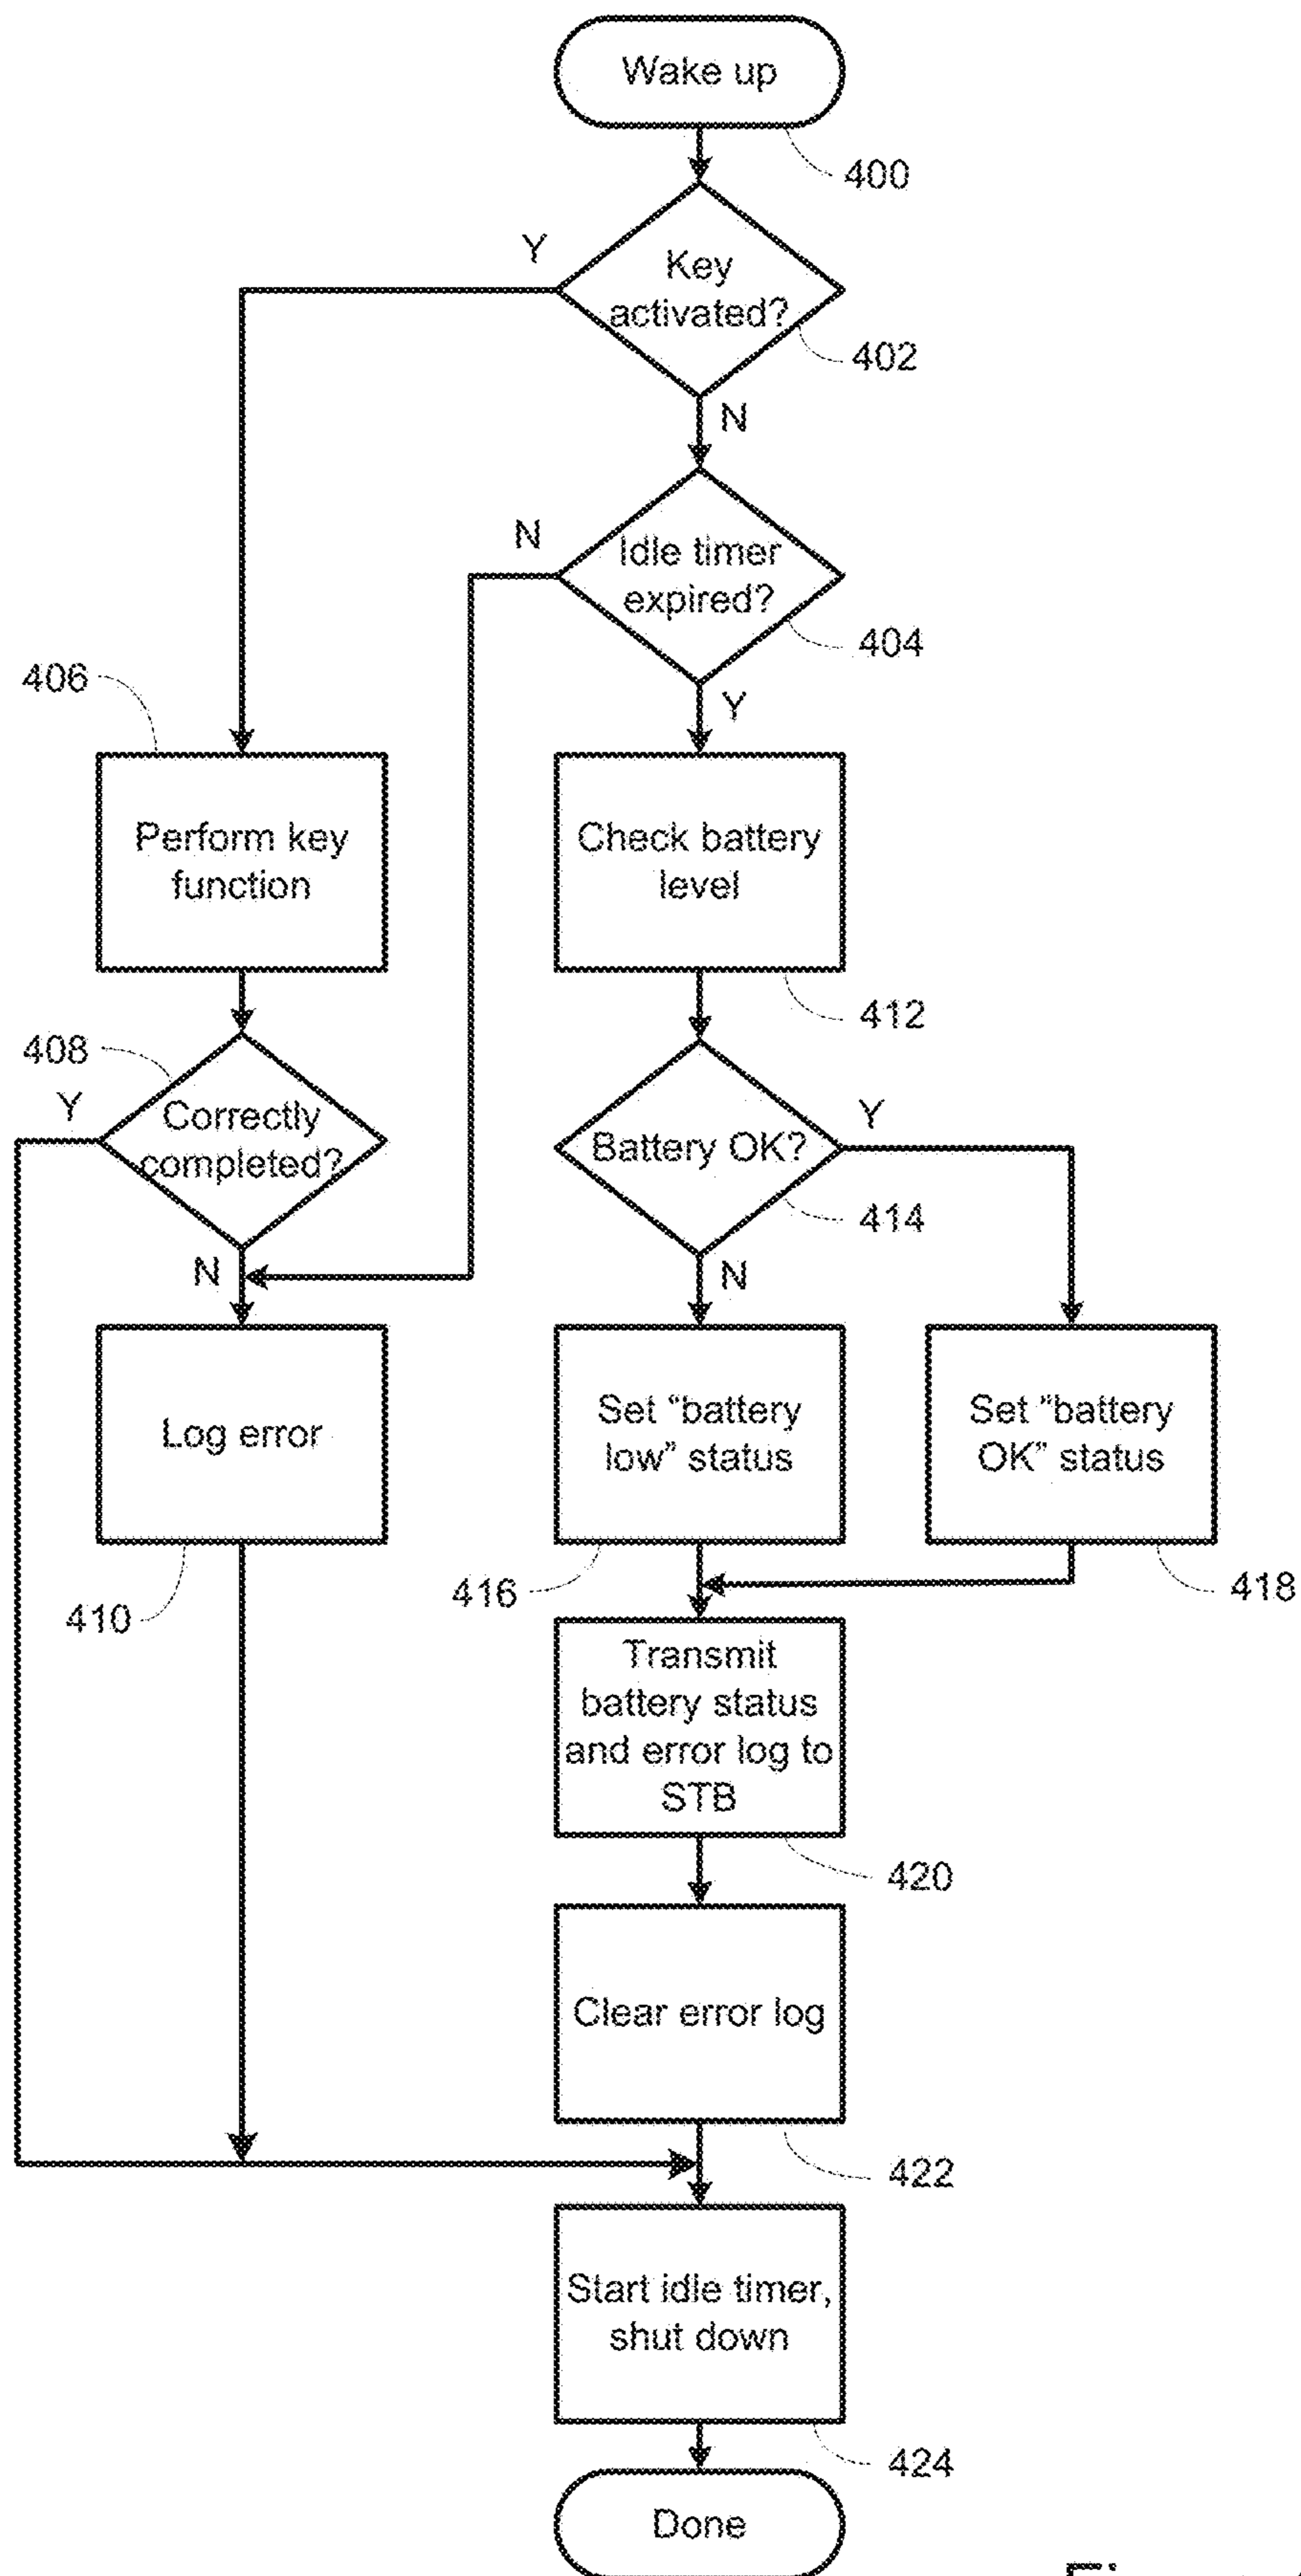 Wake up
400
Y
Key
activated?
402
N
N
Idle timer
expired?
404
406
Y
Perform key
function
Check battery
level
412
408
Y
Correctly
completed?
Battery OK?
Y
414
N
N
Log error
Set “battery
low” status
Set “battery
OK” status
410
416
418
Transmit
battery status
and error log to
STB
420
Clear error log
422
Start idle timer,
shut down
424
Done